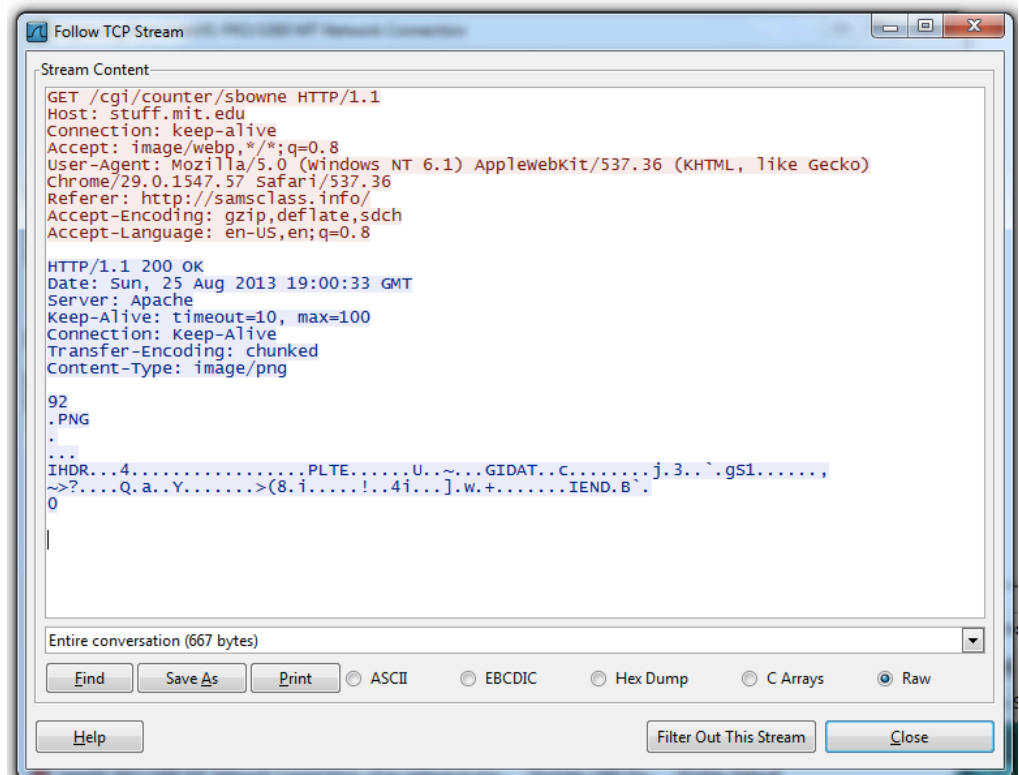 Follow TCP Stream
Stream Content
GET /cgi/counter/sbowne HTTP/1.1
Host: stuff.mit.edu
Connection: keep-alive
Accept: image/webp,*/*;q=0.8
User-Agent: Mozilla/5.0 (Windows NT 6.1) AppleWebKit/537.36 (KHTML, like Gecko)
Chrome/29.0.1547.57 Safari/537.36
Referer: http://samsclass.info/
Accept-Encoding: gzip,deflate,sdch
Accept-Language: en-US,en;q=0.8
HTTP/1.1 200 OK
Date: Sun, 25 Aug 2013 19:00:33 GMT
Server: Apache
Keep-Alive: timeout=10, max=100
Connection: Keep-Alive
Transfer-Encoding: chunked
Content-Type: image/png
92
.PNG
.
...
IHDR...4.................PLTE......U..~...GIDAT..c........j.3..`.gS1......,
~>?....Q.a..Y.......>(8.i.....!..4i...].w.+.......IEND.B`.
0
Entire conversation (667 bytes)
Find Save As Print ASCII EBCDIC Hex Dump C Arrays Raw
Help Filter Out This Stream Close